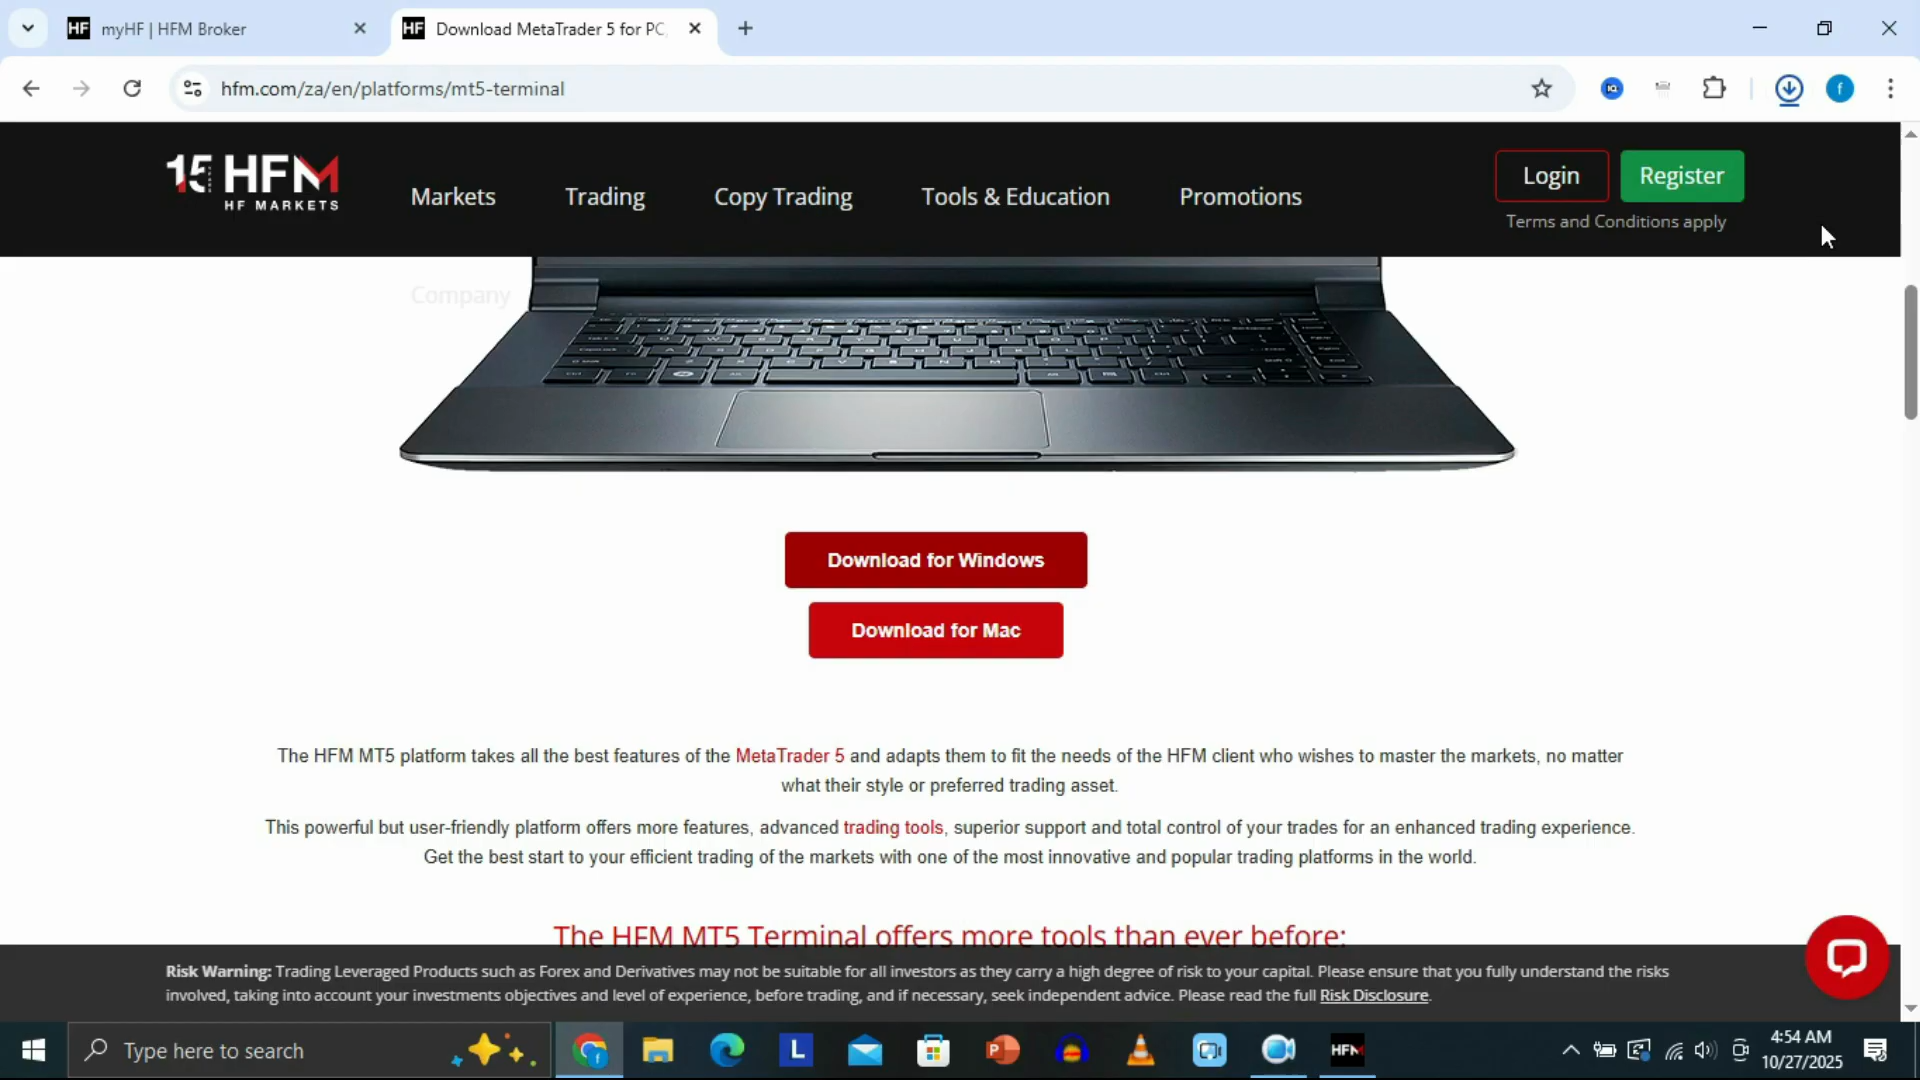 myHF | HFM Broker
Download MetaTrader 5 for PC,
hfm.com/za/en/platforms/mt5-terminal
f
15 HFM
HF MARKETS
Markets
Trading
Copy Trading
Tools & Education
Promotions
Login
Register
Terms and Conditions apply
Company
Download for Windows
Download for Mac
The HFM MT5 platform takes all the best features of the MetaTrader 5 and adapts them to fit the needs of the HFM client who wishes to master the markets, no matter
what their style or preferred trading asset.
This powerful but user-friendly platform offers more features, advanced trading tools, superior support and total control of your trades for an enhanced trading experience.
Get the best start to your efficient trading of the markets with one of the most innovative and popular trading platforms in the world.
The HFM MT5 Terminal offers more tools than ever before:
Risk Warning: Trading Leveraged Products such as Forex and Derivatives may not be suitable for all investors as they carry a high degree of risk to your capital. Please ensure that you fully understand the risks
involved, taking into account your investments objectives and level of experience, before trading, and if necessary, seek independent advice. Please read the full Risk Disclosure.
Type here to search
L
HFM
4:54 AM
10/27/2025